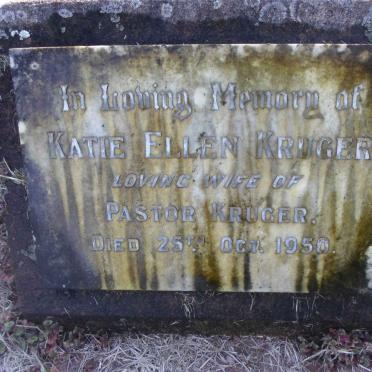 In Loving Memory of
KATIE ELLEN KRUGER
LOVING WIFE OF
PASTOR KRUGER.
DIED 25TH OCT. 1950.